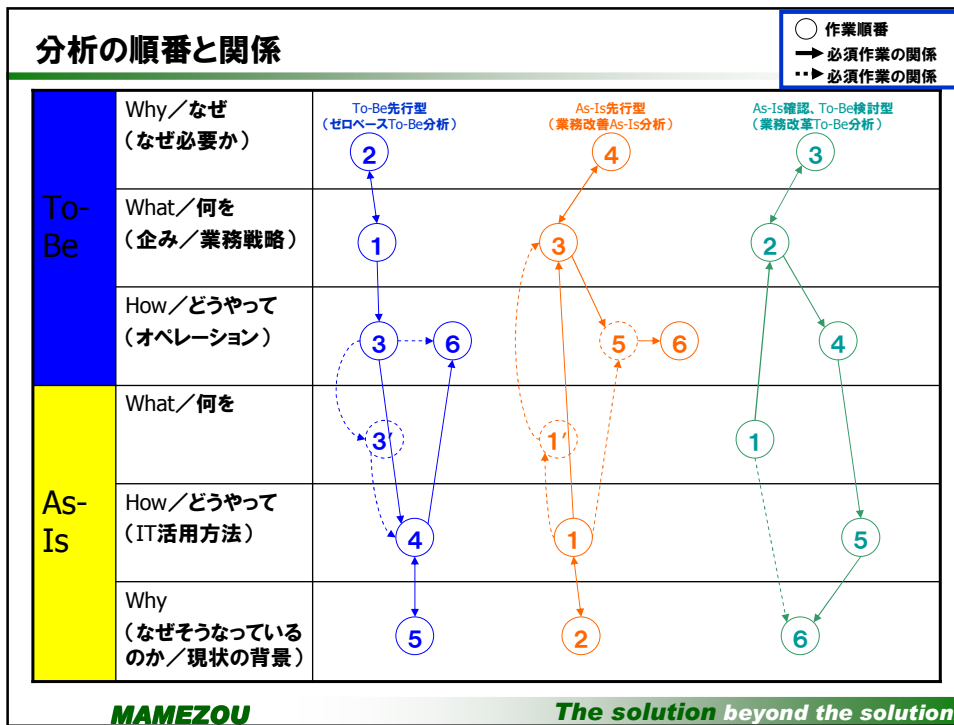 分析の順番と関係
作業順番
必須作業の関係
必須作業の関係
To-Be
Why／なぜ
（なぜ必要か）
What／何を
（企み／業務戦略）
How／どうやって
（オペレーション）
As-Is
What／何を
How／どうやって
（IT活用方法）
Why
（なぜそうなっている
のか／現状の背景）
To-Be先行型
（ゼロベースTo-Be分析）
2
1
3
6
3′
4
5
As-Is先行型
（業務改善As-Is分析）
4
3
5
6
1′
1
2
As-Is確認、To-Be検討型
（業務改革To-Be分析）
3
2
4
1
5
6
MAMEZOU
The solution beyond the solution